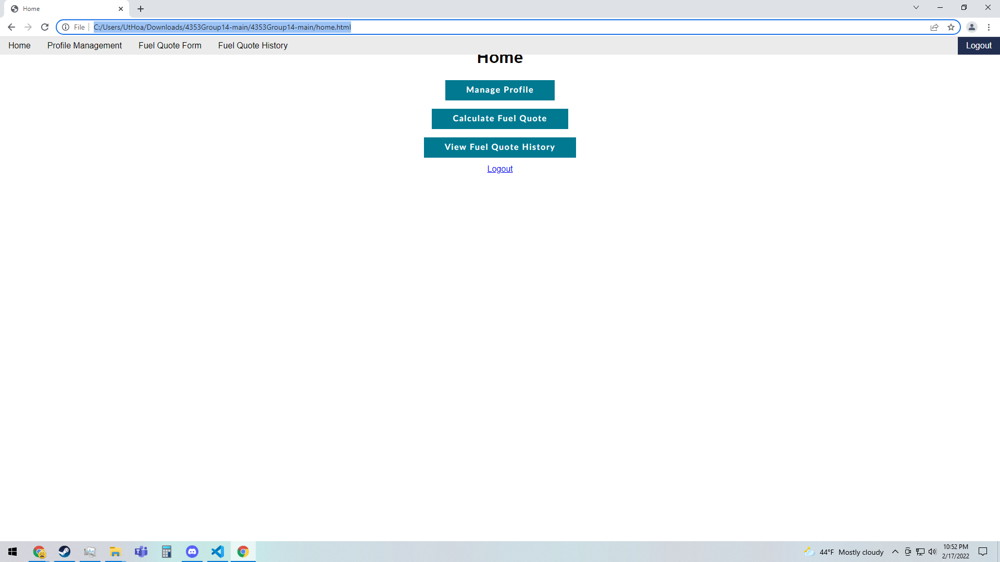 Home
File
C:/Users/UtHoa/Downloads/4353Group14-main/4353Group14-main/home.html
Home Profile Management Fuel Quote Form Fuel Quote History Logout
Home
Manage Profile
Calculate Fuel Quote
View Fuel Quote History
Logout
44°F Mostly cloudy
10:52 PM
2/17/2022